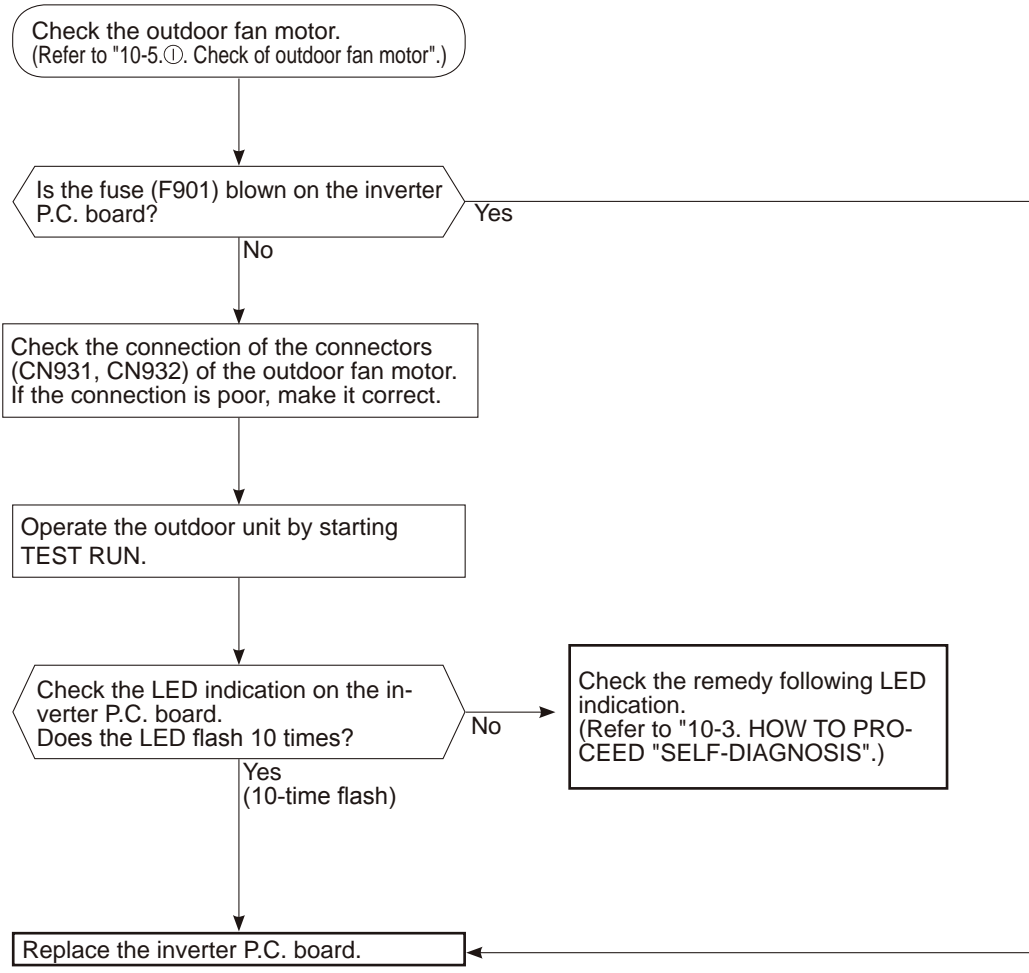 Check the outdoor fan motor.
(Refer to "10-5.Ⓘ. Check of outdoor fan motor".)
Is the fuse (F901) blown on the inverter
P.C. board?
Yes
No
Check the connection of the connectors
(CN931, CN932) of the outdoor fan motor.
If the connection is poor, make it correct.
Operate the outdoor unit by starting
TEST RUN.
Check the LED indication on the in-
verter P.C. board.
Does the LED flash 10 times?
No
Check the remedy following LED
indication.
(Refer to "10-3. HOW TO PRO-
CEED "SELF-DIAGNOSIS".)
Yes
(10-time flash)
Replace the inverter P.C. board.